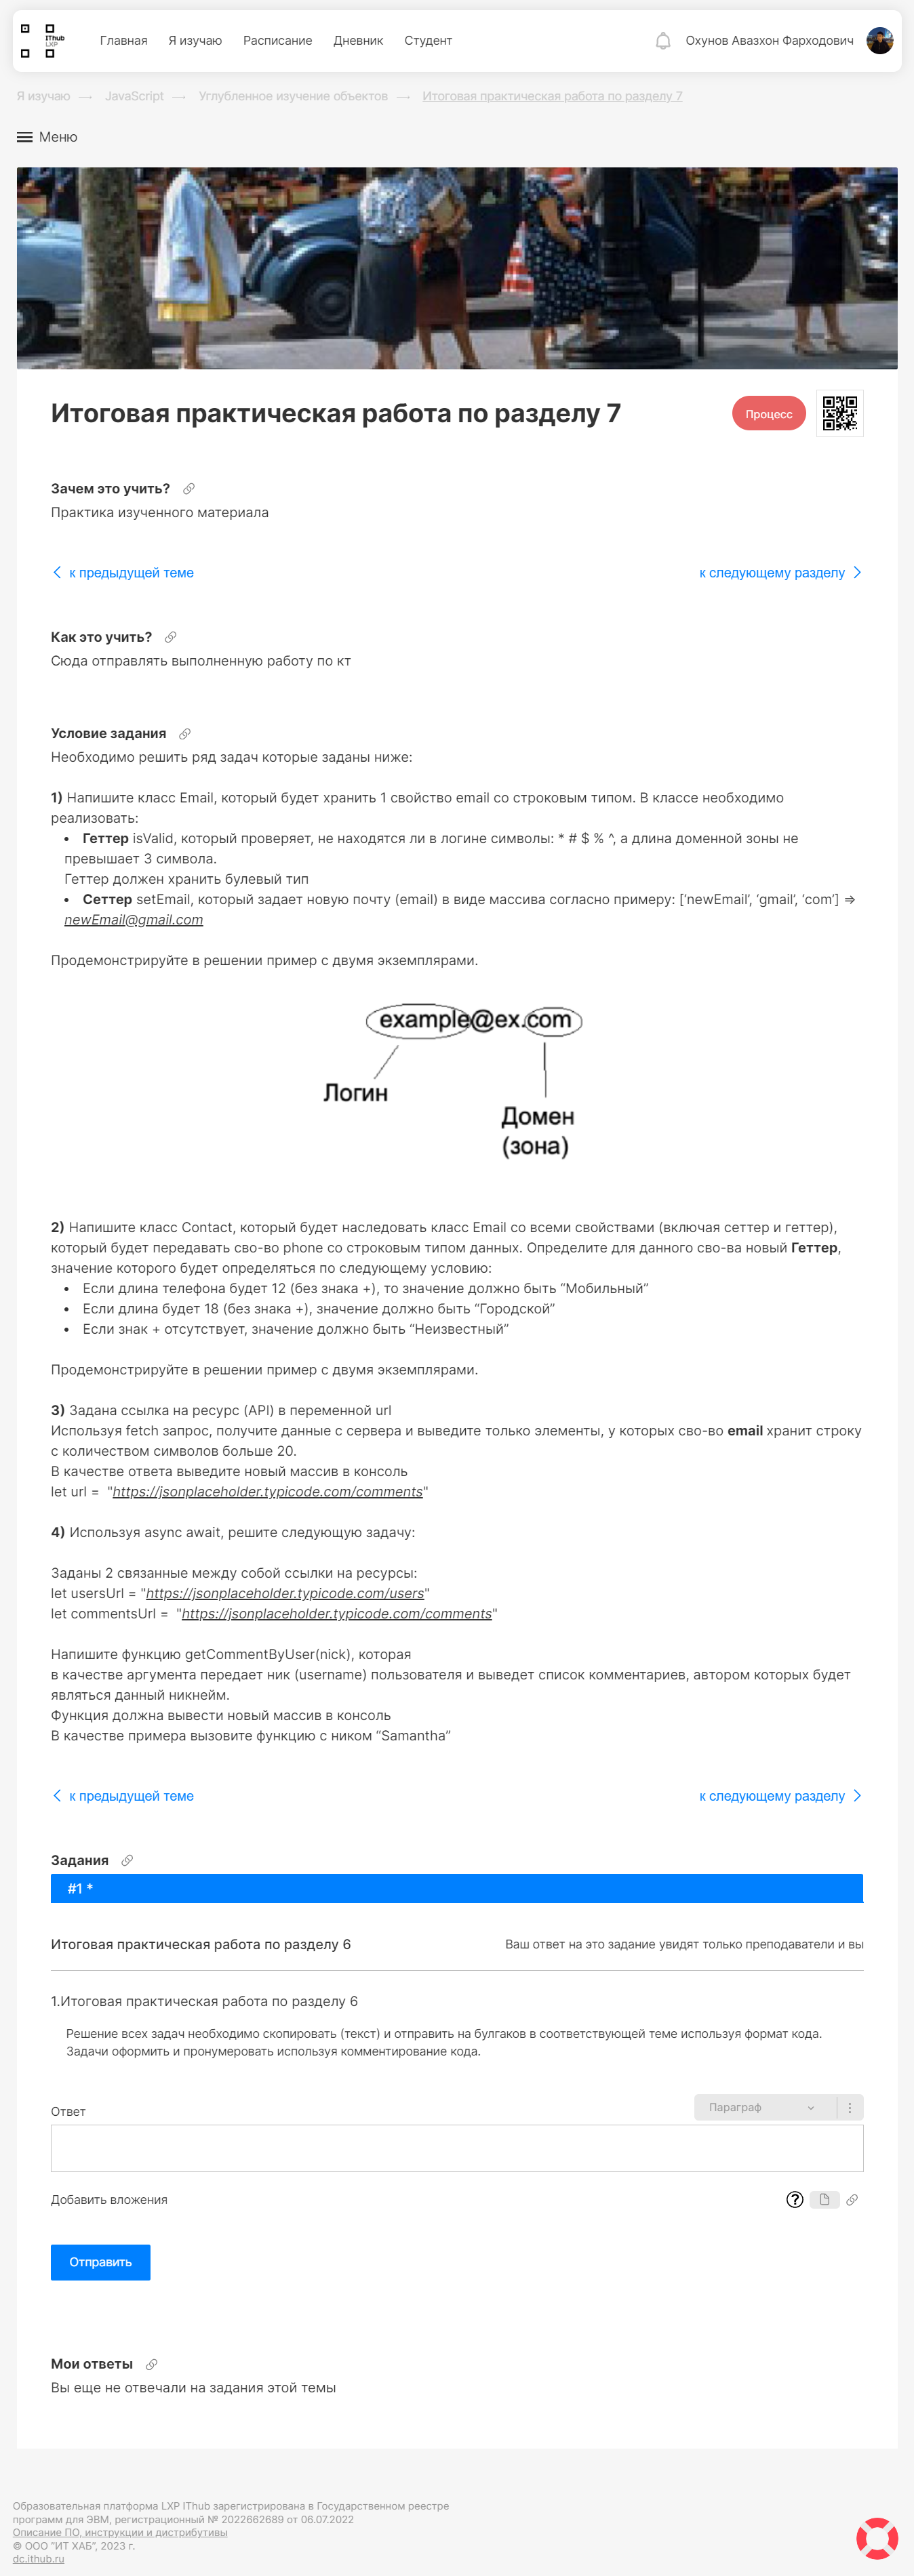 IThub
LXP
Главная
Я изучаю
Расписание
Дневник
Студент
Охунов Авазхон Фарходович
Я изучаю
JavaScript
Углубленное изучение объектов
Итоговая практическая работа по разделу 7
Меню
Итоговая практическая работа по разделу 7
Процесс
Зачем это учить?
Практика изученного материала
к предыдущей теме
к следующему разделу
Как это учить?
Сюда отправлять выполненную работу по кт
Условие задания
Необходимо решить ряд задач которые заданы ниже:
1) Напишите класс Email, который будет хранить 1 свойство email со строковым типом. В классе необходимо
реализовать:
• Геттер isValid, который проверяет, не находятся ли в логине символы: * # $ % ^, а длина доменной зоны не
превышает 3 символа.
Геттер должен хранить булевый тип
• Сеттер setEmail, который задает новую почту (email) в виде массива согласно примеру: [‘newEmail’, ‘gmail’, ‘com’] ⇒
newEmail@gmail.com
Продемонстрируйте в решении пример с двумя экземплярами.
example@ex.com
Логин
Домен
(зона)
2) Напишите класс Contact, который будет наследовать класс Email со всеми свойствами (включая сеттер и геттер),
который будет передавать сво-во phone со строковым типом данных. Определите для данного сво-ва новый Геттер,
значение которого будет определяться по следующему условию:
• Если длина телефона будет 12 (без знака +), то значение должно быть “Мобильный”
• Если длина будет 18 (без знака +), значение должно быть “Городской”
• Если знак + отсутствует, значение должно быть “Неизвестный”
Продемонстрируйте в решении пример с двумя экземплярами.
3) Задана ссылка на ресурс (API) в переменной url
Используя fetch запрос, получите данные с сервера и выведите только элементы, у которых сво-во email хранит строку
с количеством символов больше 20.
В качестве ответа выведите новый массив в консоль
let url = "https://jsonplaceholder.typicode.com/comments"
4) Используя async await, решите следующую задачу:
Заданы 2 связанные между собой ссылки на ресурсы:
let usersUrl = "https://jsonplaceholder.typicode.com/users"
let commentsUrl = "https://jsonplaceholder.typicode.com/comments"
Напишите функцию getCommentByUser(nick), которая
в качестве аргумента передает ник (username) пользователя и выведет список комментариев, автором которых будет
являться данный никнейм.
Функция должна вывести новый массив в консоль
В качестве примера вызовите функцию с ником “Samantha”
к предыдущей теме
к следующему разделу
Задания
#1 *
Итоговая практическая работа по разделу 6
Ваш ответ на это задание увидят только преподаватели и вы
1.Итоговая практическая работа по разделу 6
Решение всех задач необходимо скопировать (текст) и отправить на булгаков в соответствующей теме используя формат кода.
Задачи оформить и пронумеровать используя комментирование кода.
Ответ
Параграф
Добавить вложения
Отправить
Мои ответы
Вы еще не отвечали на задания этой темы
Образовательная платформа LXP IThub зарегистрирована в Государственном реестре
программ для ЭВМ, регистрационный № 2022662689 от 06.07.2022
Описание ПО, инструкции и дистрибутивы
© ООО "ИТ ХАБ", 2023 г.
dc.ithub.ru